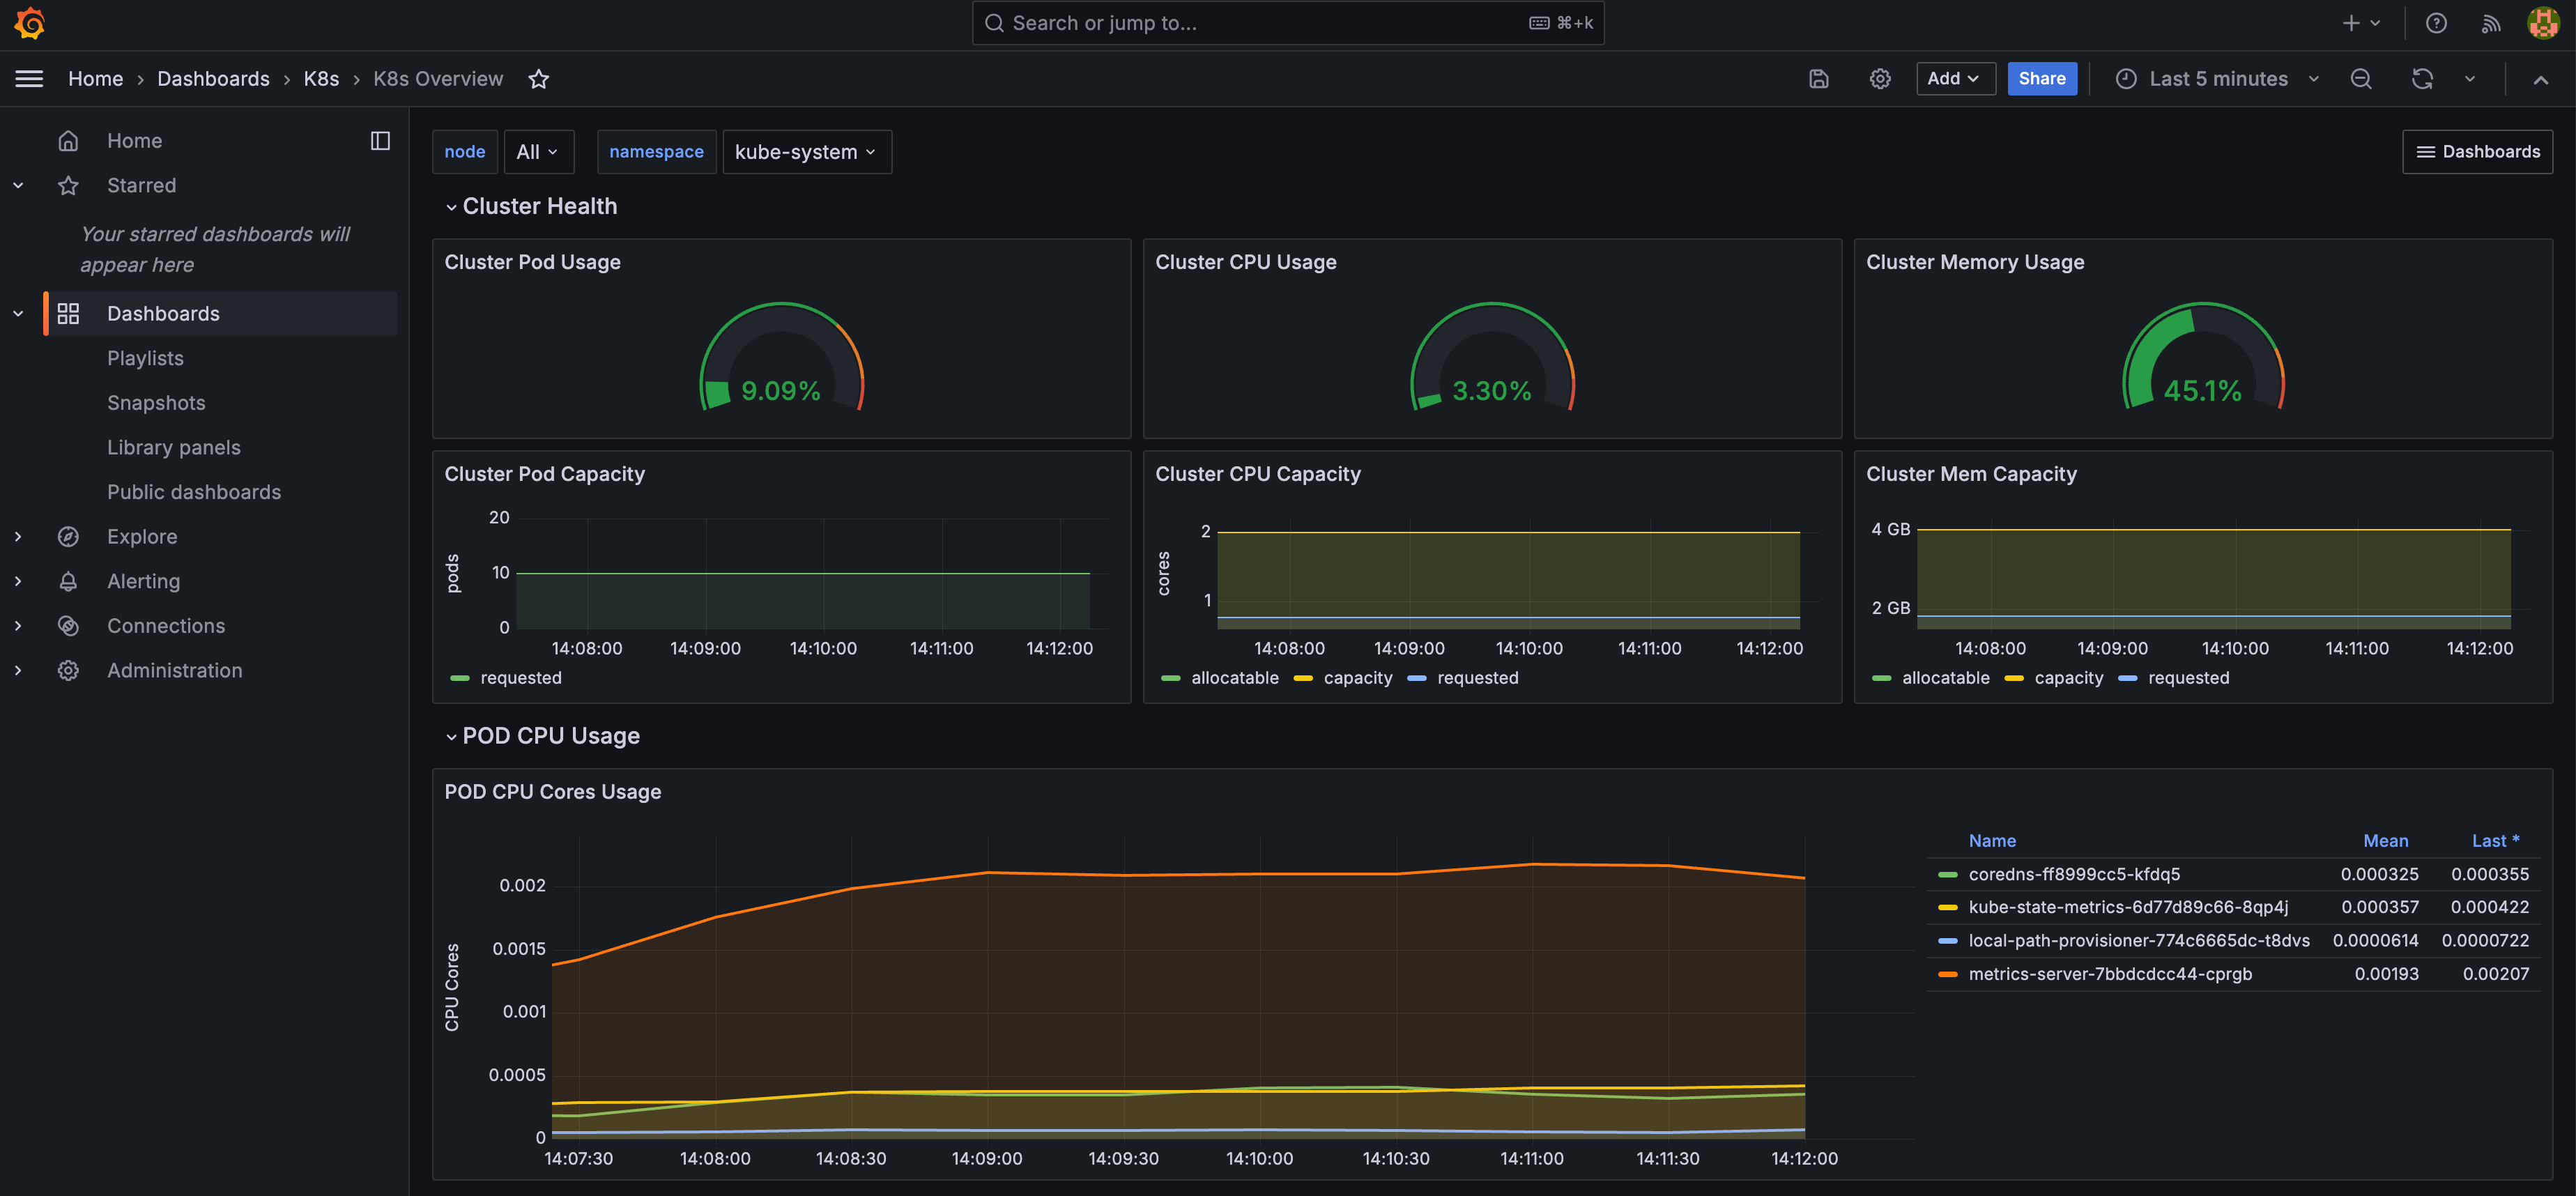 Search or jump to...
⌘+k
Home › Dashboards › K8s › K8s Overview
Add
Share
Last 5 minutes
Home
Starred
Your starred dashboards will
appear here
Dashboards
Playlists
Snapshots
Library panels
Public dashboards
Explore
Alerting
Connections
Administration
node All namespace kube-system
Dashboards
Cluster Health
Cluster Pod Usage
9.09%
Cluster CPU Usage
3.30%
Cluster Memory Usage
45.1%
Cluster Pod Capacity
pods
20
10
0
14:08:00 14:09:00 14:10:00 14:11:00 14:12:00
requested
Cluster CPU Capacity
cores
2
1
14:08:00 14:09:00 14:10:00 14:11:00 14:12:00
allocatable capacity requested
Cluster Mem Capacity
4 GB
2 GB
14:08:00 14:09:00 14:10:00 14:11:00 14:12:00
allocatable capacity requested
POD CPU Usage
POD CPU Cores Usage
CPU Cores
0.002
0.0015
0.001
0.0005
0
14:07:30 14:08:00 14:08:30 14:09:00 14:09:30 14:10:00 14:10:30 14:11:00 14:11:30 14:12:00
Name Mean Last *
coredns-ff8999cc5-kfdq5 0.000325 0.000355
kube-state-metrics-6d77d89c66-8qp4j 0.000357 0.000422
local-path-provisioner-774c6665dc-t8dvs 0.0000614 0.0000722
metrics-server-7bbdcdcc44-cprgb 0.00193 0.00207